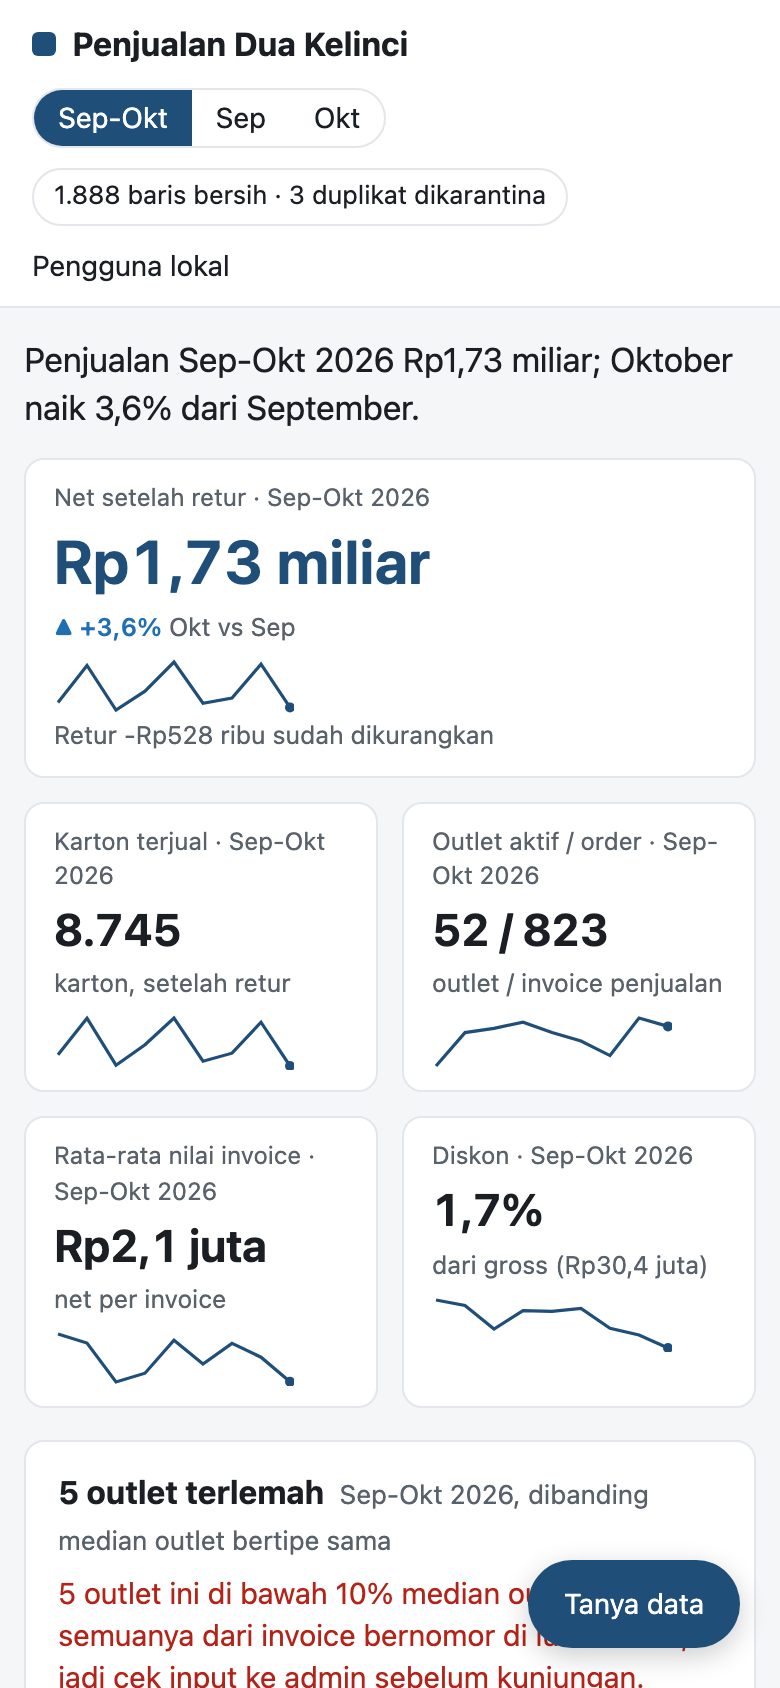 Penjualan Dua Kelinci
Sep-Okt Sep Okt
1.888 baris bersih · 3 duplikat dikarantina
Pengguna lokal
Penjualan Sep-Okt 2026 Rp1,73 miliar; Oktober
naik 3,6% dari September.
Net setelah retur · Sep-Okt 2026
Rp1,73 miliar
▲ +3,6% Okt vs Sep
Retur -Rp528 ribu sudah dikurangkan
Karton terjual · Sep-Okt
2026
8.745
karton, setelah retur
Outlet aktif / order · Sep-
Okt 2026
52 / 823
outlet / invoice penjualan
Rata-rata nilai invoice ·
Sep-Okt 2026
Rp2,1 juta
net per invoice
Diskon · Sep-Okt 2026
1,7%
dari gross (Rp30,4 juta)
5 outlet terlemah Sep-Okt 2026, dibanding
median outlet bertipe sama
5 outlet ini di bawah 10% median
semuanya dari invoice bernomor di
jadi cek input ke admin sebelum kunjungan.
Tanya data